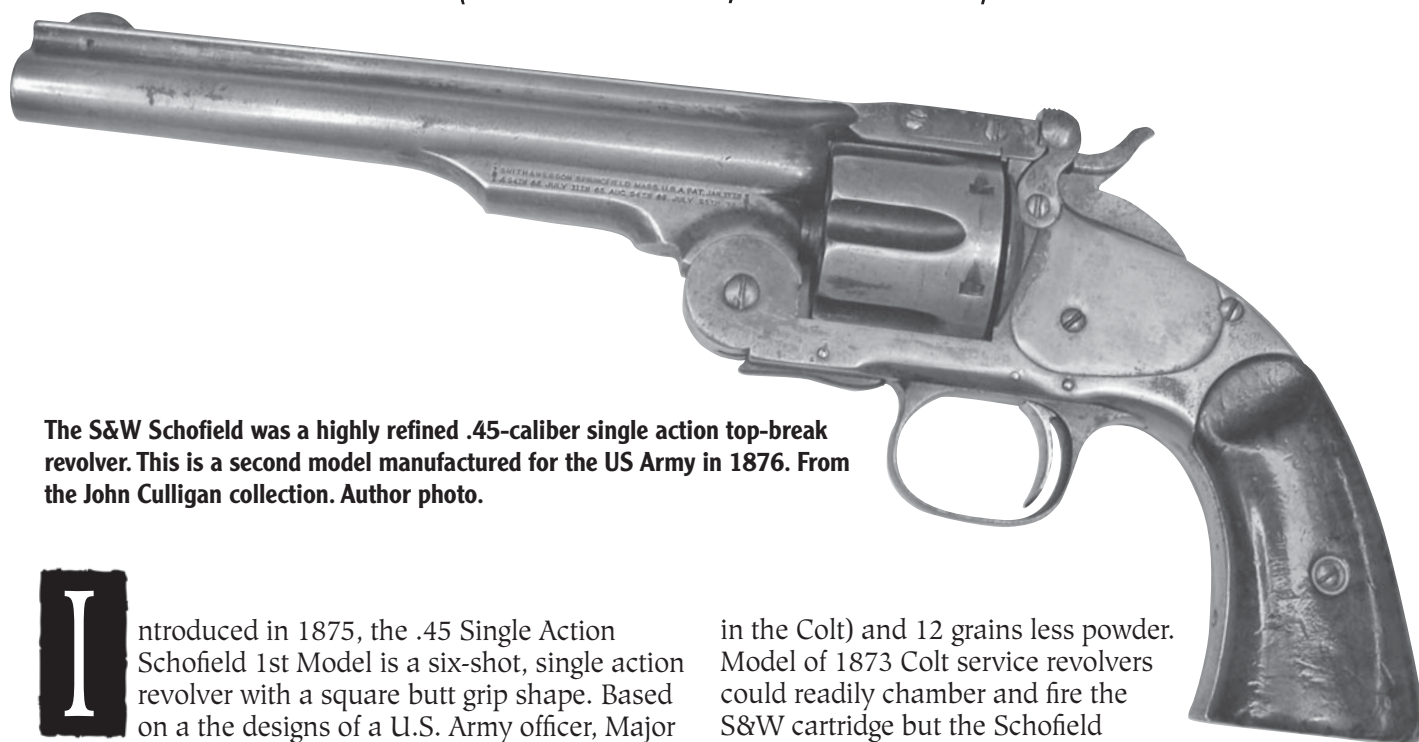 The S&W Schofield was a highly refined .45-caliber single action top-break
revolver. This is a second model manufactured for the US Army in 1876. From
the John Culligan collection. Author photo.
Introduced in 1875, the .45 Single Action
Schofield 1st Model is a six-shot, single action
revolver with a square butt grip shape. Based
on a the designs of a U.S. Army officer, Major
in the Colt) and 12 grains less powder.
Model of 1873 Colt service revolvers
could readily chamber and fire the
S&W cartridge but the Schofield